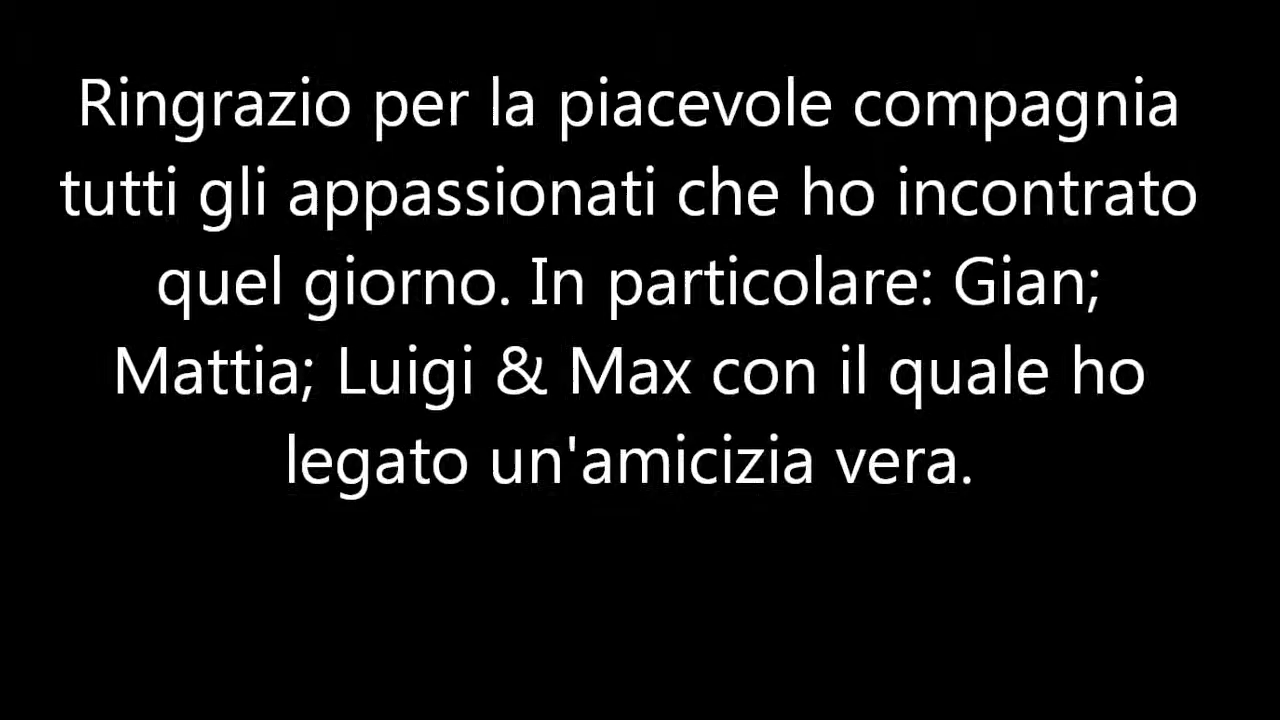 Ringrazio per la piacevole compagnia
tutti gli appassionati che ho incontrato
quel giorno. In particolare: Gian;
Mattia; Luigi & Max con il quale ho
legato un'amicizia vera.